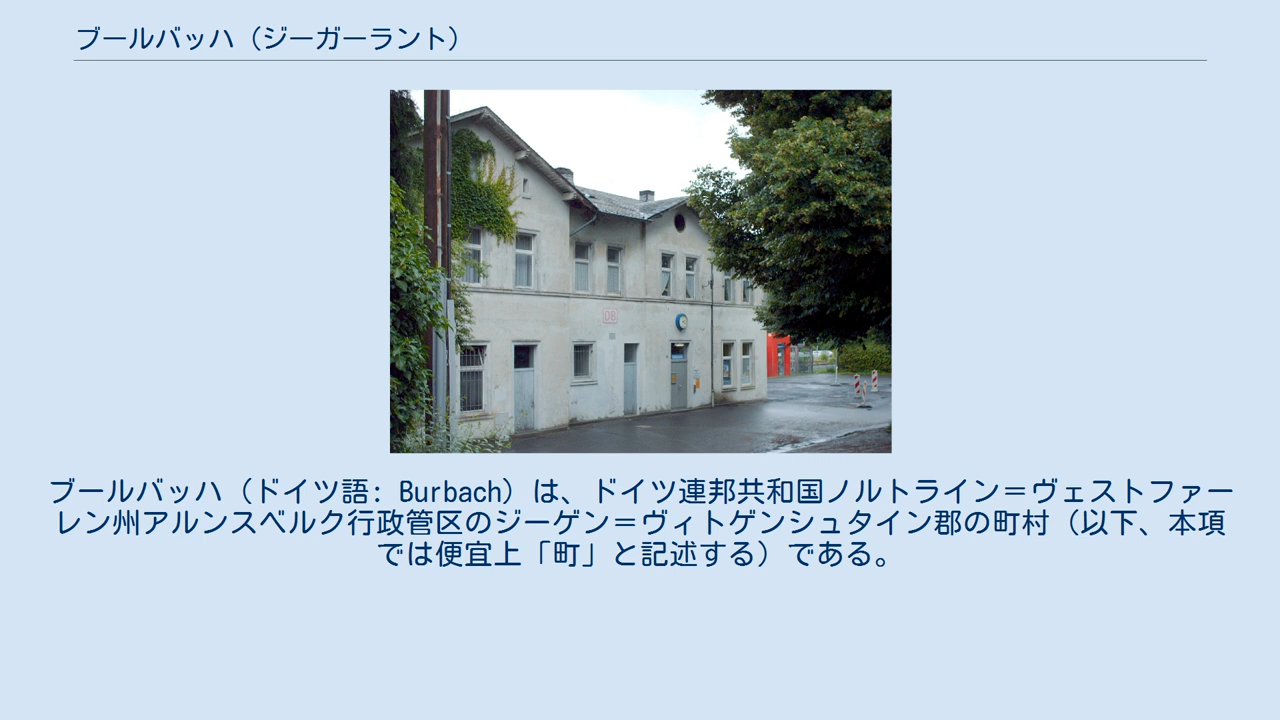 ブールバッハ（ジーガーラント）
DB
ブールバッハ（ドイツ語: Burbach）は、ドイツ連邦共和国ノルトライン＝ヴェストファー
レン州アルンスベルク行政管区のジーゲン＝ヴィトゲンシュタイン郡の町村（以下、本項
では便宜上「町」と記述する）である。